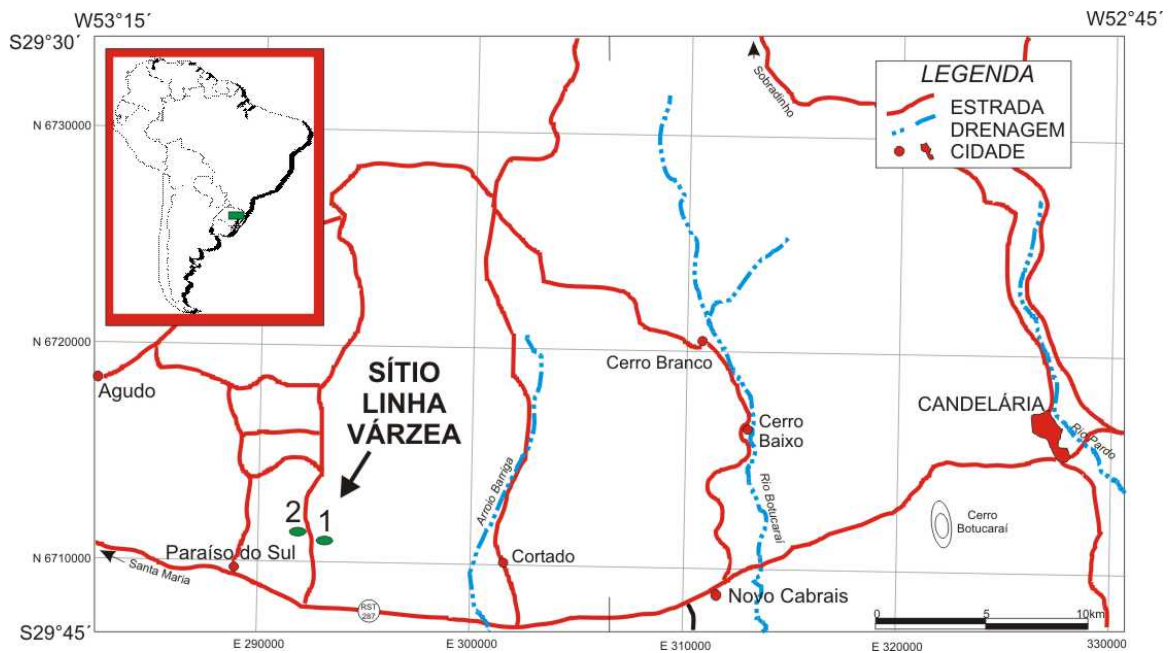 W53°15´
W52°45´
S29°30´
Sobradinho
LEGENDA
ESTRADA
DRENAGEM
CIDADE
N 6730000
N 6720000
Agudo
SÍTIO
LINHA
VÁRZEA
Cerro Branco
CANDELÁRIA
Cerro
Baixo
Rio Pardo
Arroio Barriga
Rio Botucaraí
2
1
Cerro
Botucaraí
N 6710000
Paraíso do Sul
Cortado
Santa Maria
Novo Cabrais
RST
287
0
5
10km
S29°45´
E 290000
E 300000
E 310000
E 320000
330000